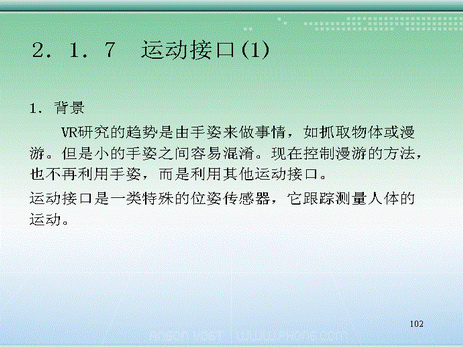 2．1．7 运动接口(1)
1．背景
VR研究的趋势是由手姿来做事情，如抓取物体或漫
游。但是小的手姿之间容易混淆。现在控制漫游的方法，
也不再利用手姿，而是利用其他运动接口。
运动接口是一类特殊的位姿传感器，它跟踪测量人体的
运动。
102